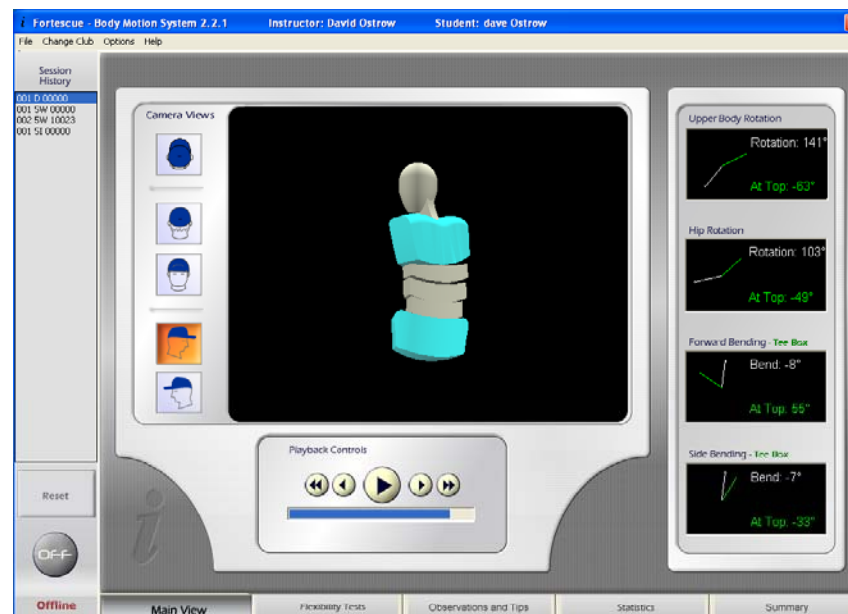 Fortescue - Body Motion System 2.2.1 Instructor: David Ostrow Student: dave Ostrow
File Change Club Options Help
Session
History
001 D 00000
001 5W 00000
002 5W 10023
001 5I 00000
Camera Views
Upper Body Rotation
Rotation: 141°
At Top: -63°
Hip Rotation
Rotation: 103°
At Top: -49°
Forward Bending - Tee Box
Bend: -8°
At Top: 55°
Side Bending - Tee Box
Bend: -7°
At Top: -33°
Playback Controls
Reset
OFF
Offline
Main View Flexibility Tests Observations and Tips Statistics Summary